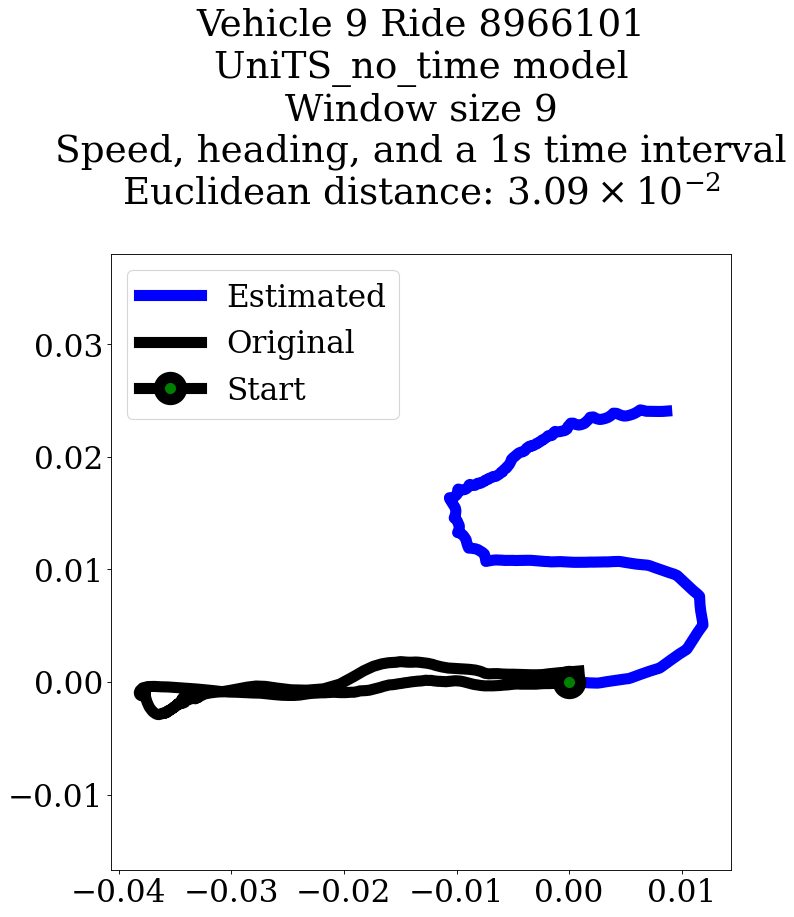 Vehicle 9 Ride 8966101
UniTS_no_time model
Window size 9
Speed, heading, and a 1s time interval
Euclidean distance: 3.09 × 10⁻²
Estimated
Original
Start
0.03
0.02
0.01
0.00
−0.01
−0.04 −0.03 −0.02 −0.01 0.00 0.01